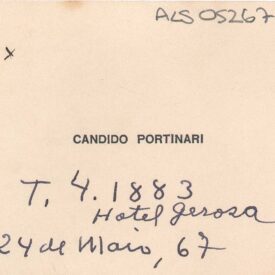 ALS 05267
x
CANDIDO PORTINARI
T. 4.1883
Hotel Jerosa
24 de Maio, 67